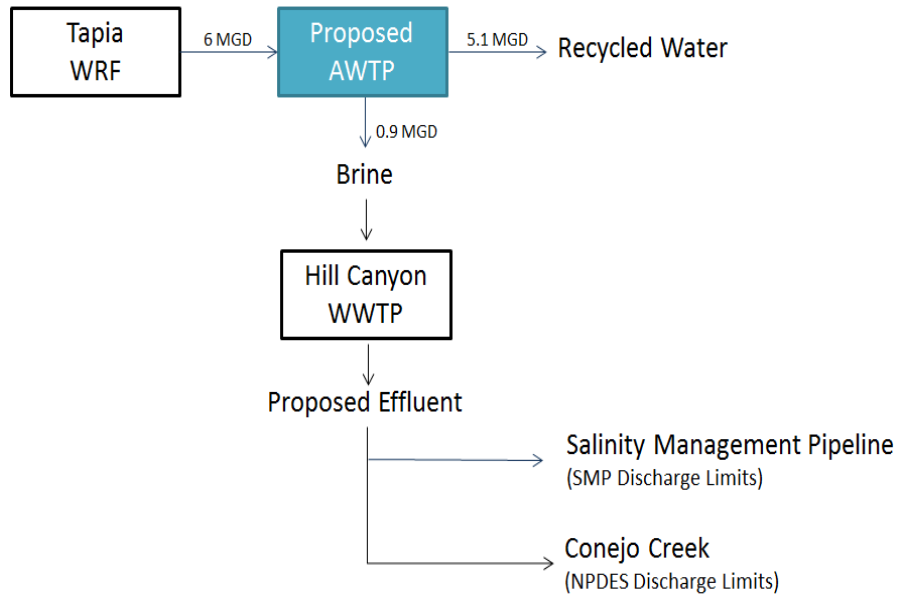 Tapia
WRF
6 MGD
Proposed
AWTP
5.1 MGD
Recycled Water
0.9 MGD
Brine
Hill Canyon
WWTP
Proposed Effluent
Salinity Management Pipeline
(SMP Discharge Limits)
Conejo Creek
(NPDES Discharge Limits)